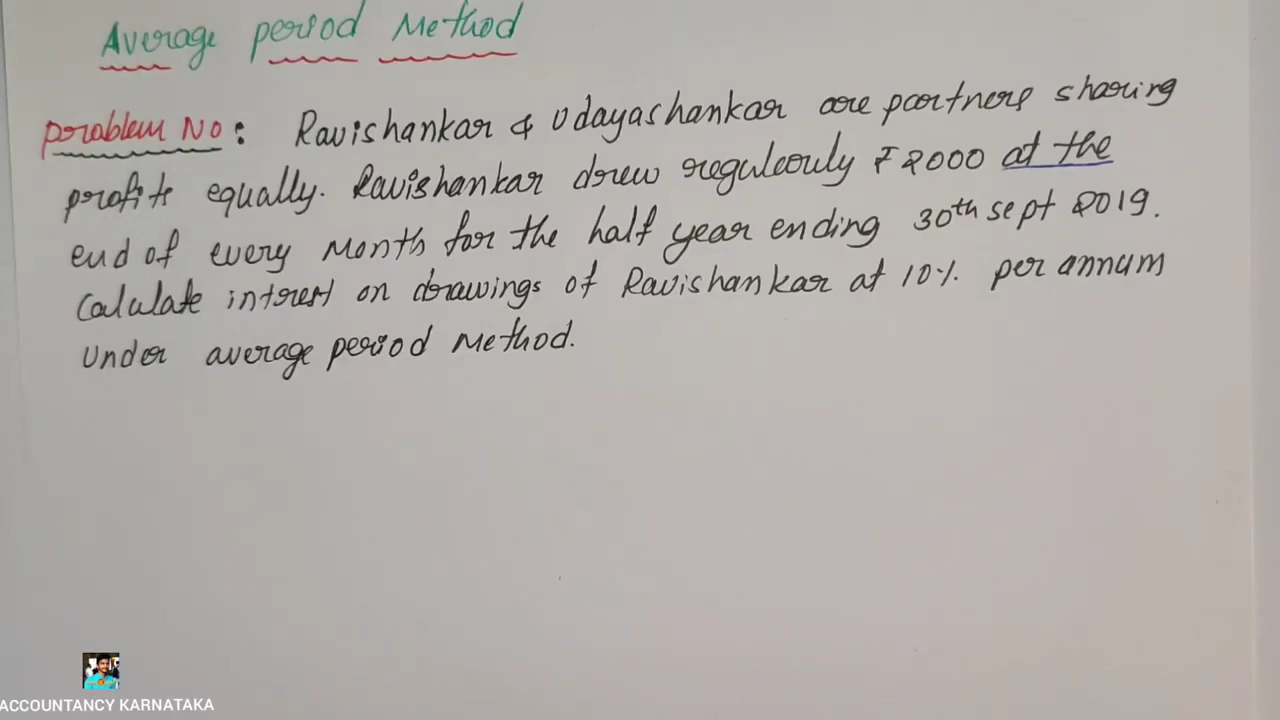 Average period Method
Problem No: Ravishankar & Udayashankar are partners sharing
profits equally. Ravishankar drew regularly ₹2000 at the
end of every Month for the half year ending 30th sept 2019.
Calulate interest on drawings of Ravishankar at 10% per annum
Under average period Method.
ACCOUNTANCY KARNATAKA